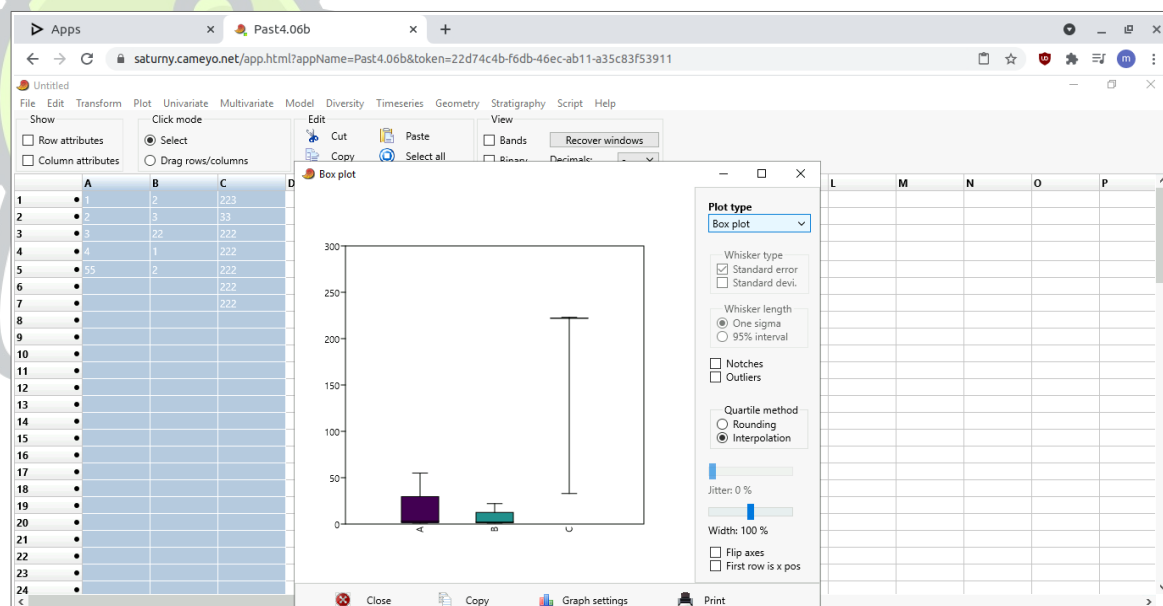 Apps × Past4.06b × +
saturny.cameyo.net/app.html?appName=Past4.06b&token=22d74c4b-f6db-46ec-ab11-a35c83f53911
Untitled
File Edit Transform Plot Univariate Multivariate Model Diversity Timeseries Geometry Stratigraphy Script Help
Show Click mode Edit View
Row attributes Select Cut Paste Bands Recover windows
Column attributes Drag rows/columns Copy Select all Binary Decimals: -
Box plot
A B C D L M N O P
1 1 2 223
2 2 3 33
3 3 22 222
4 4 1 222
5 55 2 222
6 222
7 222
8
9
10
11
12
13
14
15
16
17
18
19
20
21
22
23
24
300
250
200
150
100
50
0
A B C
Plot type
Box plot
Whisker type
Standard error
Standard devi.
Whisker length
One sigma
95% interval
Notches
Outliers
Quartile method
Rounding
Interpolation
Jitter: 0 %
Width: 100 %
Flip axes
First row is x pos
Close Copy Graph settings Print